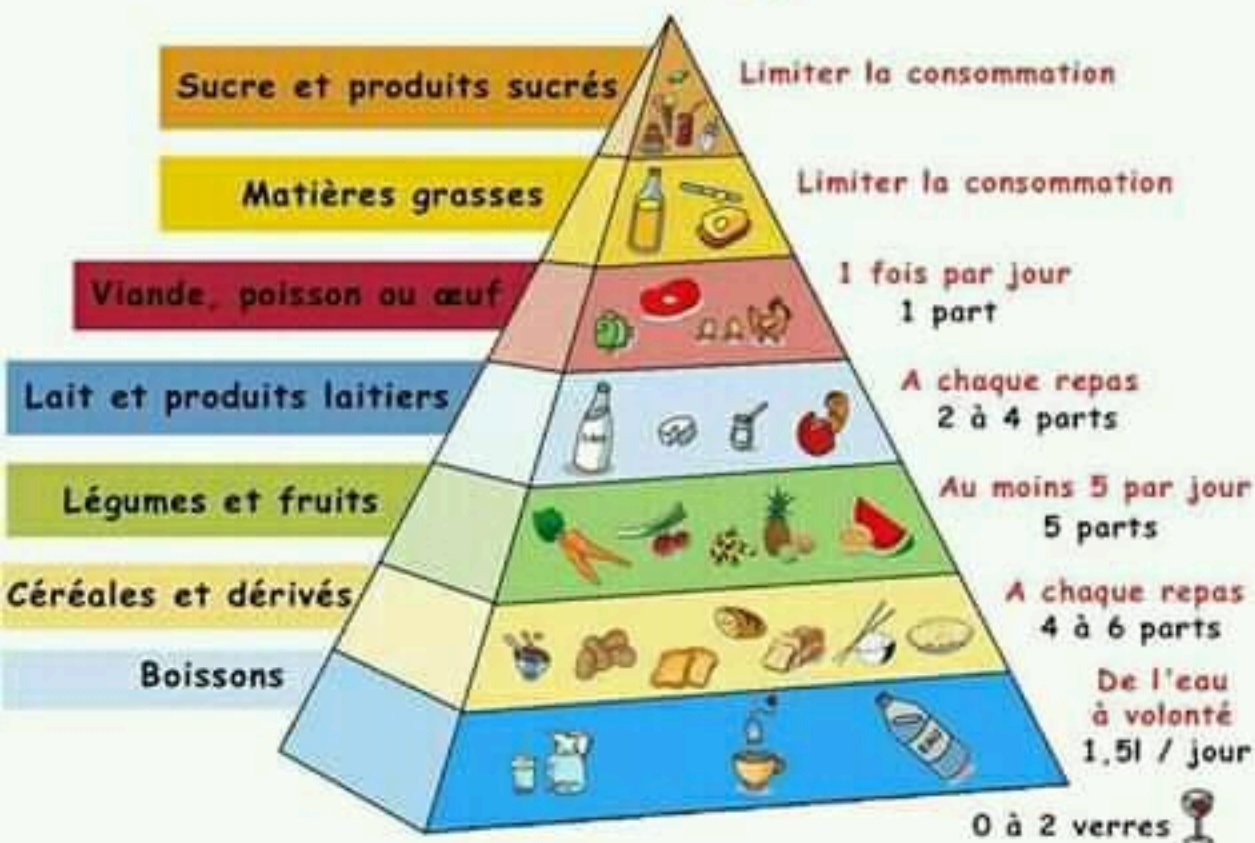 Sucre et produits sucrés
Limiter la consommation
Matières grasses
Limiter la consommation
Viande, poisson ou œuf
1 fois par jour
1 part
Lait et produits laitiers
A chaque repas
2 à 4 parts
Légumes et fruits
Au moins 5 par jour
5 parts
Céréales et dérivés
A chaque repas
4 à 6 parts
Boissons
De l'eau
à volonté
1,5l / jour
0 à 2 verres